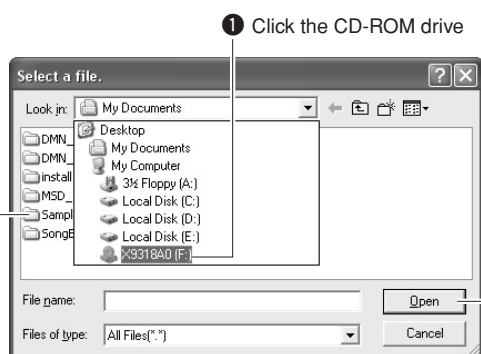 ❶ Click the CD-ROM drive
Select a file.
Look in: My Documents
Desktop
My Documents
My Computer
3½ Floppy (A:)
Local Disk (C:)
Local Disk (D:)
Local Disk (E:)
X9318A0 (F:)
DMN_
DMN_
install
MSD_
Sampl
SongE
File name:
Open
Files of type: All Files(*.*)
Cancel